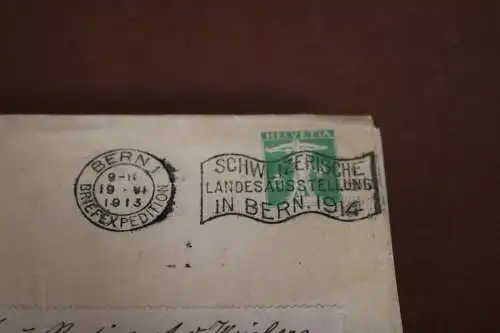 BERN 1
9-11
19. VI
1913
BRIEFEXPEDITION
HELVETIA
SCHWEIZERISCHE
LANDESAUSSTELLUNG
IN BERN. 1914